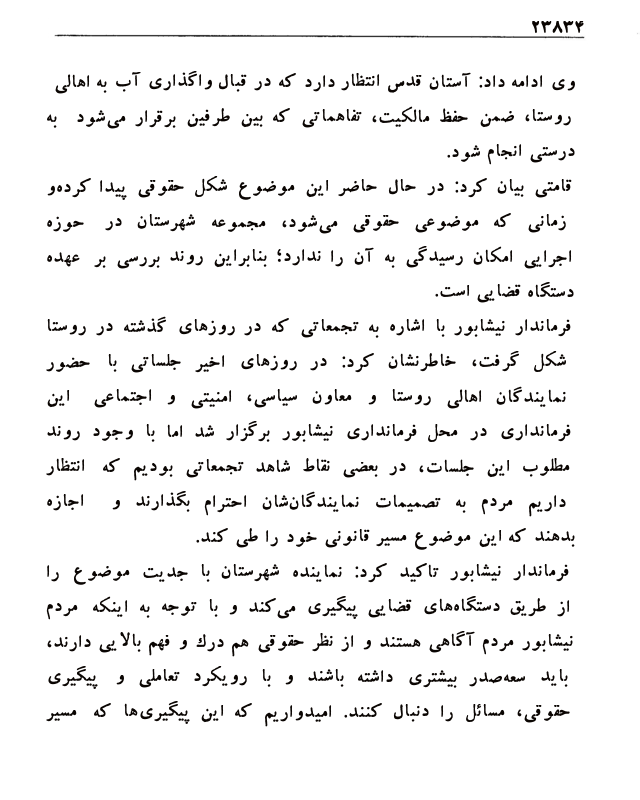 ۲۳۸۳۴
وی ادامه داد: آستان قدس انتظار دارد که در قبال واگذاری آب به اهالی
روستا، ضمن حفظ مالکیت، تفاهماتی که بین طرفین برقرار می‌شود به
درستی انجام شود.
قامتی بیان کرد: در حال حاضر این موضوع شکل حقوقی پیدا کرده‌و
زمانی که موضوعی حقوقی می‌شود، مجموعه شهرستان در حوزه
اجرایی امکان رسیدگی به آن را ندارد؛ بنابراین روند بررسی بر عهده
دستگاه قضایی است.
فرماندار نیشابور با اشاره به تجمعاتی که در روزهای گذشته در روستا
شکل گرفت، خاطرنشان کرد: در روزهای اخیر جلساتی با حضور
نمایندگان اهالی روستا و معاون سیاسی، امنیتی و اجتماعی این
فرمانداری در محل فرمانداری نیشابور برگزار شد اما با وجود روند
مطلوب این جلسات، در بعضی نقاط شاهد تجمعاتی بودیم که انتظار
داریم مردم به تصمیمات نمایندگان‌شان احترام بگذارند و اجازه
بدهند که این موضوع مسیر قانونی خود را طی کند.
فرماندار نیشابور تاکید کرد: نماینده شهرستان با جدیت موضوع را
از طریق دستگاه‌های قضایی پیگیری می‌کند و با توجه به اینکه مردم
نیشابور مردم آگاهی هستند و از نظر حقوقی هم درك و فهم بالایی دارند،
باید سعه‌صدر بیشتری داشته باشند و با رویکرد تعاملی و پیگیری
حقوقی، مسائل را دنبال کنند. امیدواریم که این پیگیری‌ها که مسیر